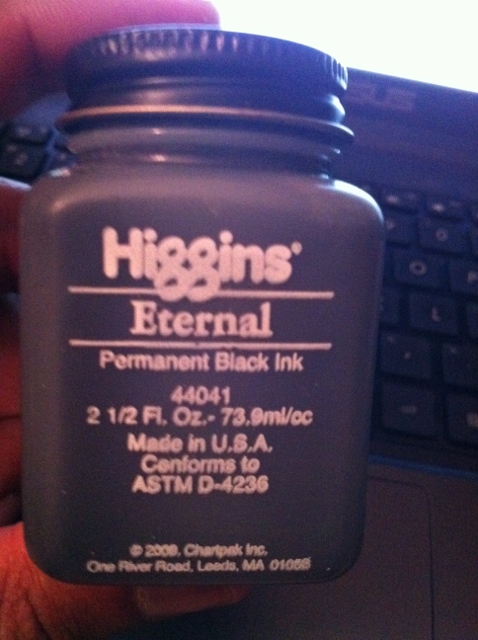 ASUS
Higgins®
Eternal
Permanent Black Ink
44041
2 1/2 Fl. Oz.- 73.9ml/cc
Made in U.S.A.
Conforms to
ASTM D-4236
© 2009. Chartpak Inc.
One River Road, Leeds, MA 01053
O
P
L